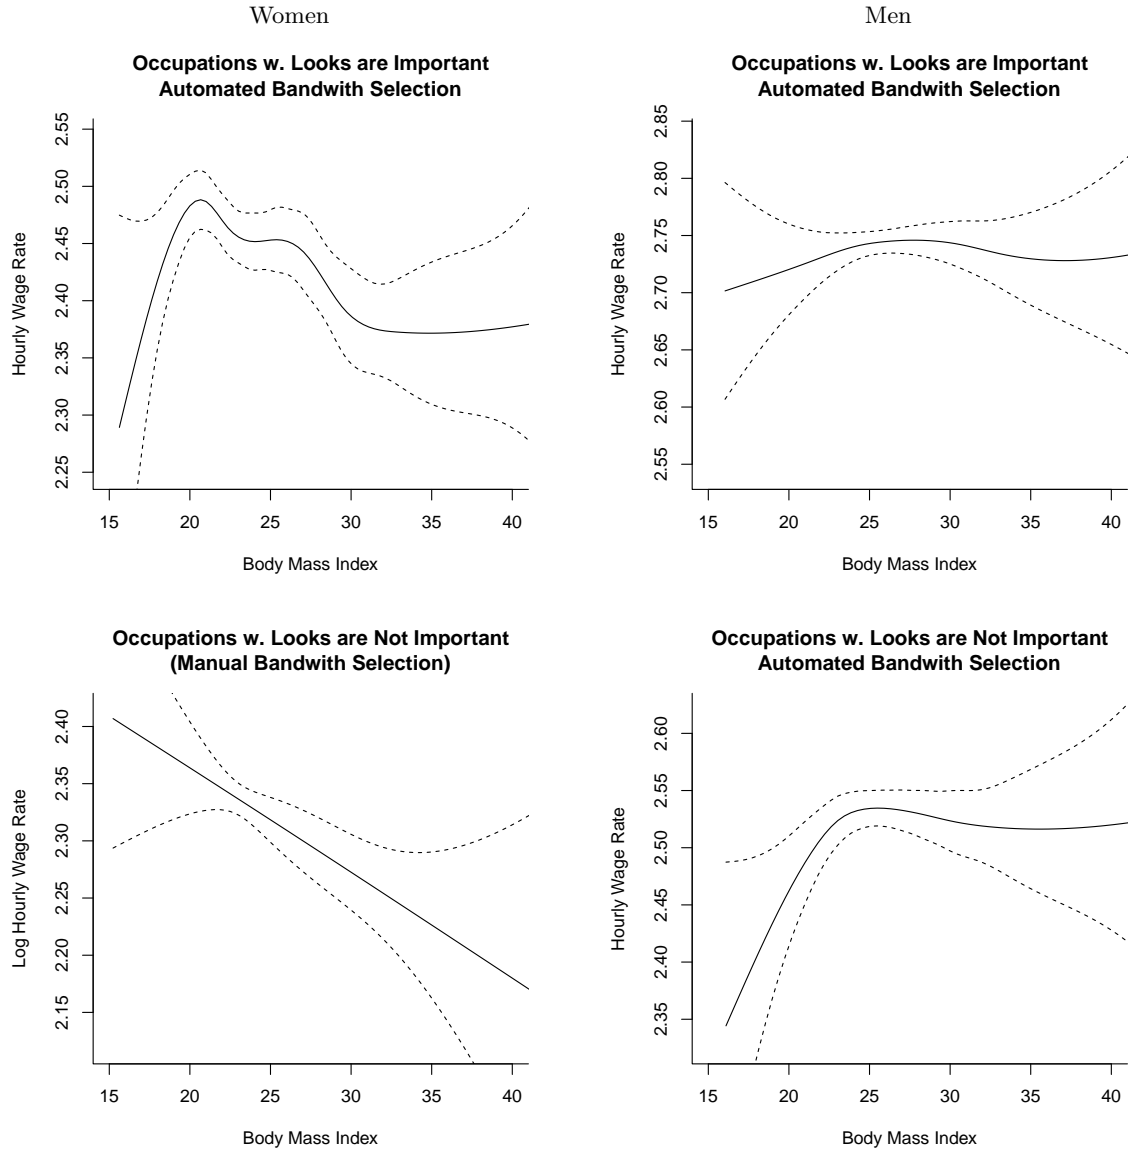 Women
Men
Occupations w. Looks are Important
Automated Bandwith Selection
Hourly Wage Rate
2.55
2.50
2.45
2.40
2.35
2.30
2.25
15 20 25 30 35 40
Body Mass Index
Occupations w. Looks are Important
Automated Bandwith Selection
Hourly Wage Rate
2.85
2.80
2.75
2.70
2.65
2.60
2.55
15 20 25 30 35 40
Body Mass Index
Occupations w. Looks are Not Important
(Manual Bandwith Selection)
Log Hourly Wage Rate
2.40
2.35
2.30
2.25
2.20
2.15
15 20 25 30 35 40
Body Mass Index
Occupations w. Looks are Not Important
Automated Bandwith Selection
Hourly Wage Rate
2.60
2.55
2.50
2.45
2.40
2.35
15 20 25 30 35 40
Body Mass Index